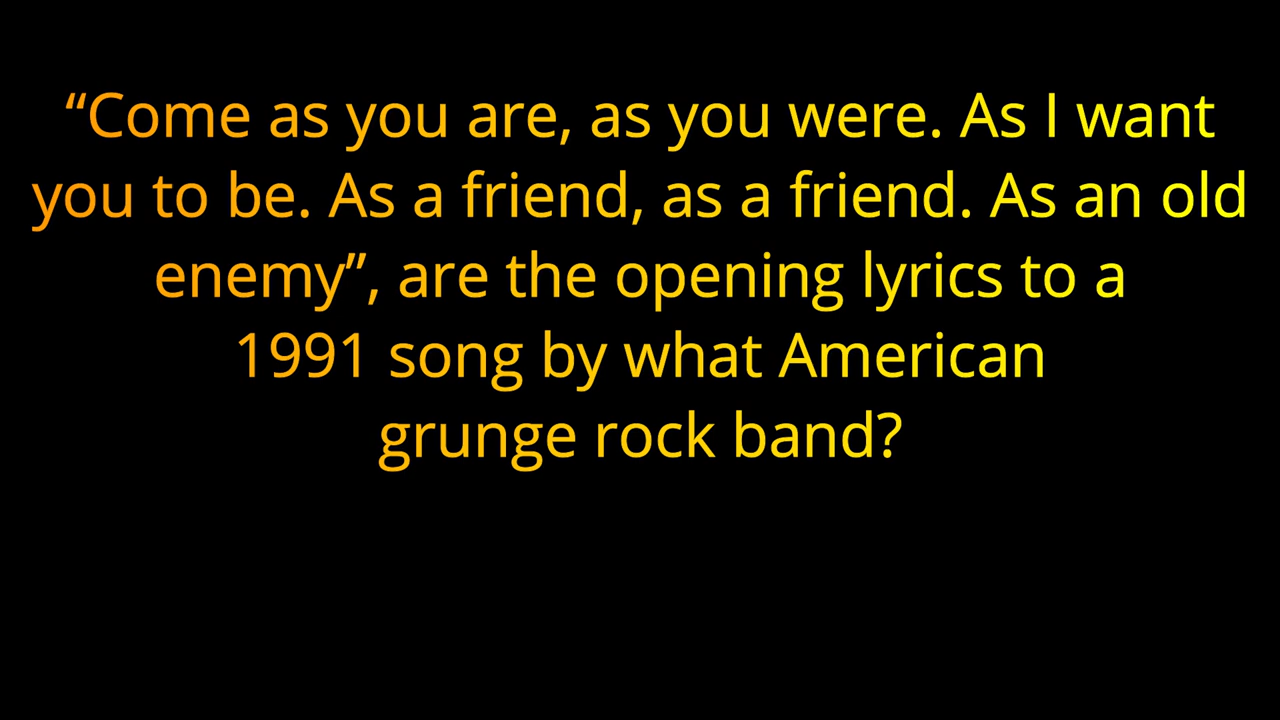 “Come as you are, as you were. As I want
you to be. As a friend, as a friend. As an old
enemy”, are the opening lyrics to a
1991 song by what American
grunge rock band?